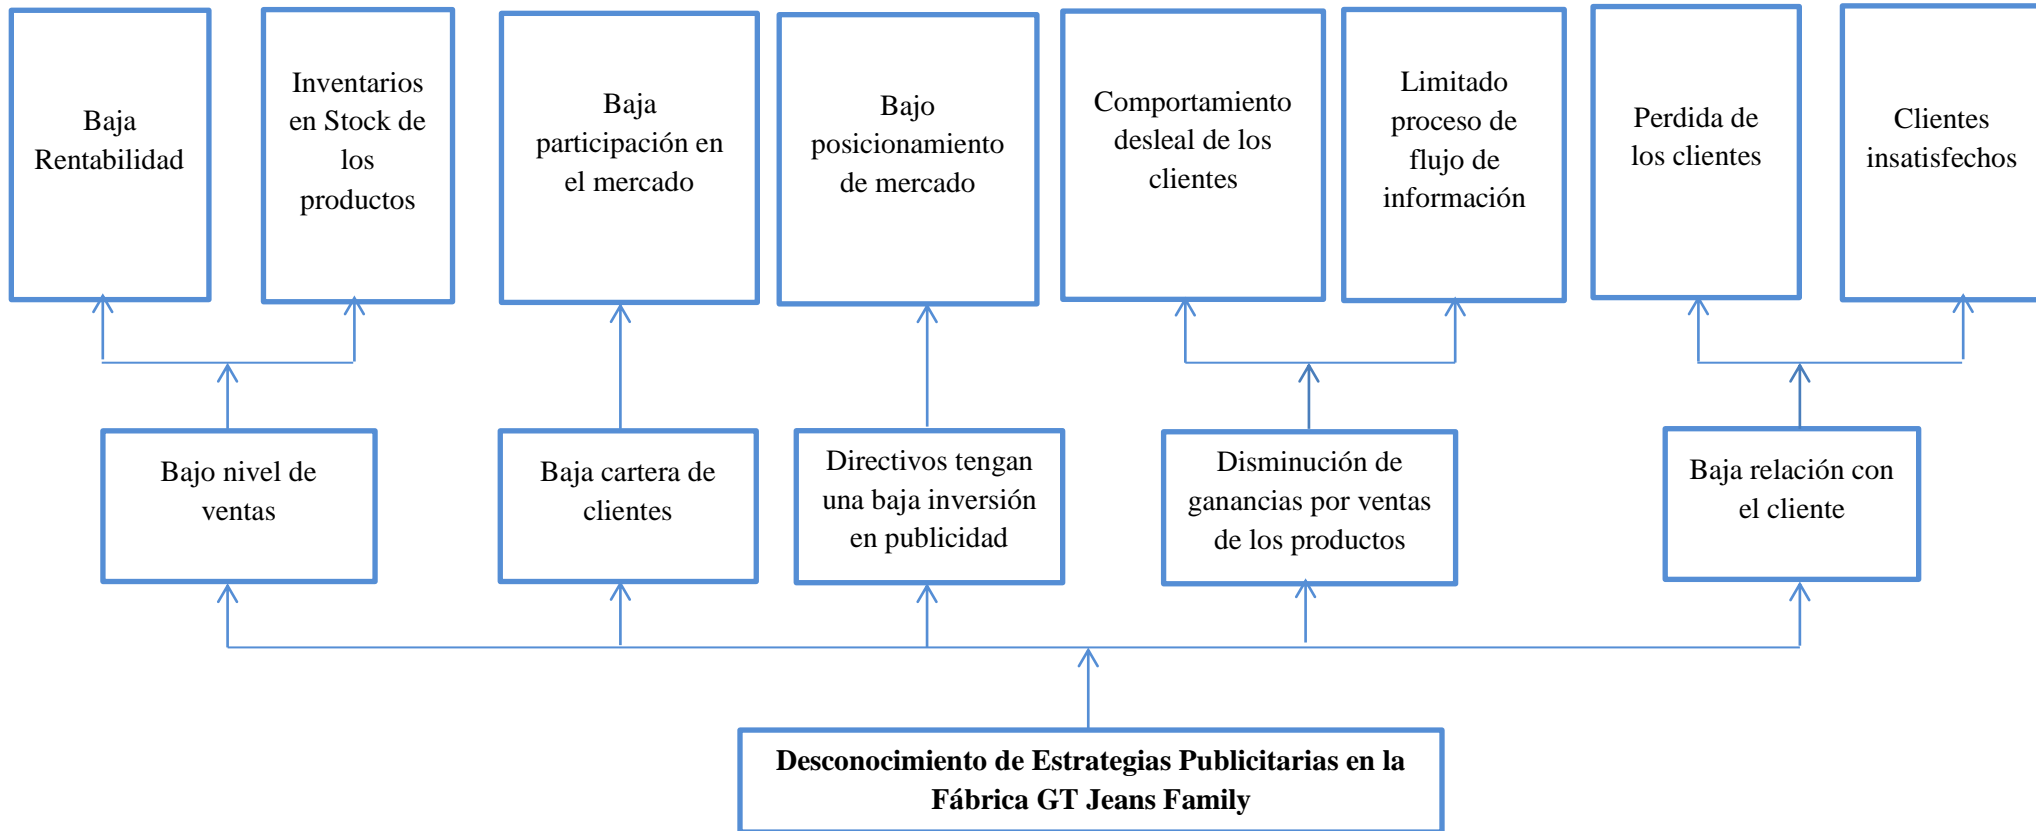 Baja
Rentabilidad
Inventarios
en Stock de
los
productos
Baja
participación en
el mercado
Bajo
posicionamiento
de mercado
Comportamiento
desleal de los
clientes
Limitado
proceso de
flujo de
información
Perdida de
los clientes
Clientes
insatisfechos
Bajo nivel de
ventas
Baja cartera de
clientes
Directivos tengan
una baja inversión
en publicidad
Disminución de
ganancias por ventas
de los productos
Baja relación con
el cliente
Desconocimiento de Estrategias Publicitarias en la
Fábrica GT Jeans Family